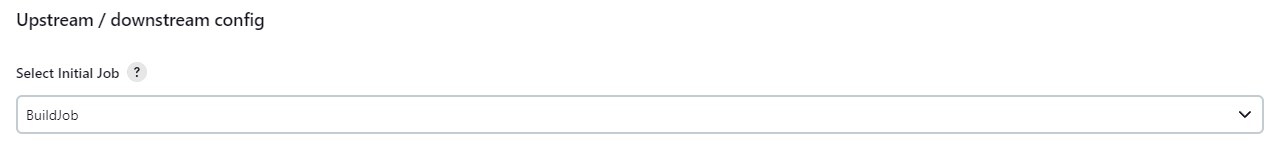 Upstream / downstream config
Select Initial Job ?
BuildJob